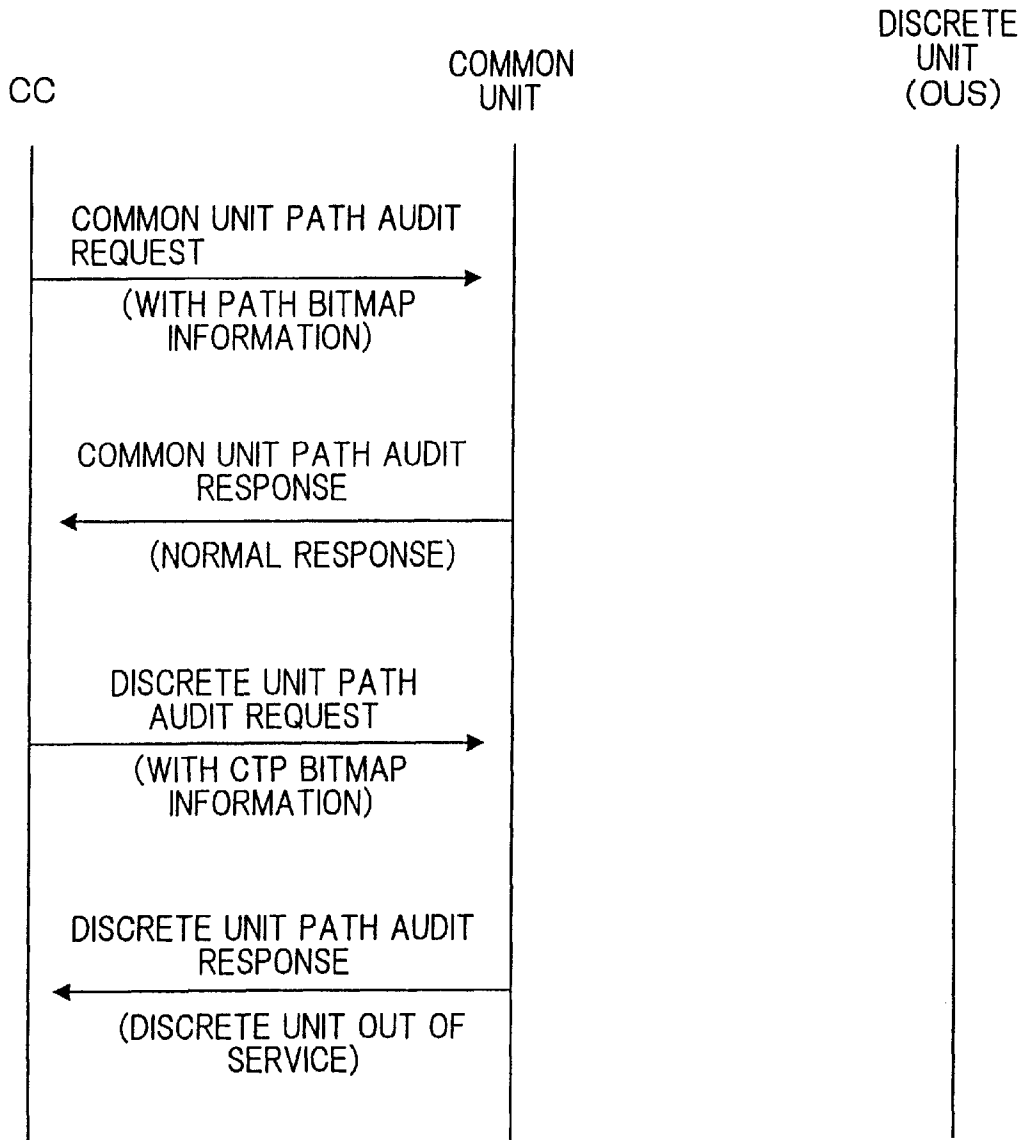 CC
COMMON
UNIT
DISCRETE
UNIT
(OUS)
COMMON UNIT PATH AUDIT
REQUEST
(WITH PATH BITMAP
INFORMATION)
COMMON UNIT PATH AUDIT
RESPONSE
(NORMAL RESPONSE)
DISCRETE UNIT PATH
AUDIT REQUEST
(WITH CTP BITMAP
INFORMATION)
DISCRETE UNIT PATH AUDIT
RESPONSE
(DISCRETE UNIT OUT OF
SERVICE)